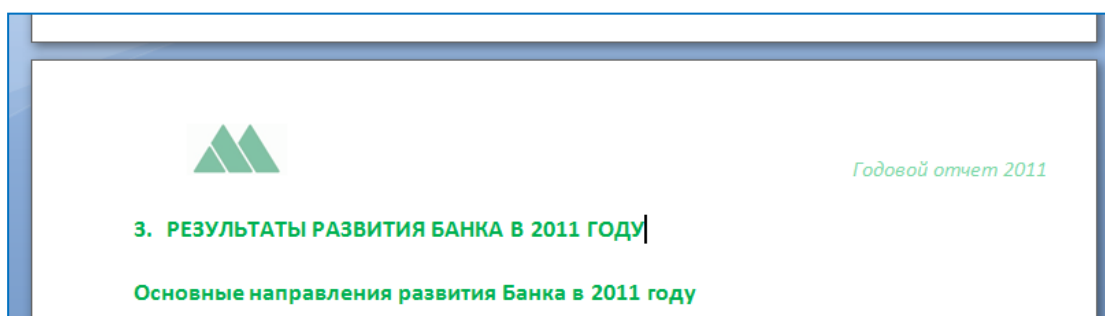 Годовой отчет 2011
3. РЕЗУЛЬТАТЫ РАЗВИТИЯ БАНКА В 2011 ГОДУ
Основные направления развития Банка в 2011 году